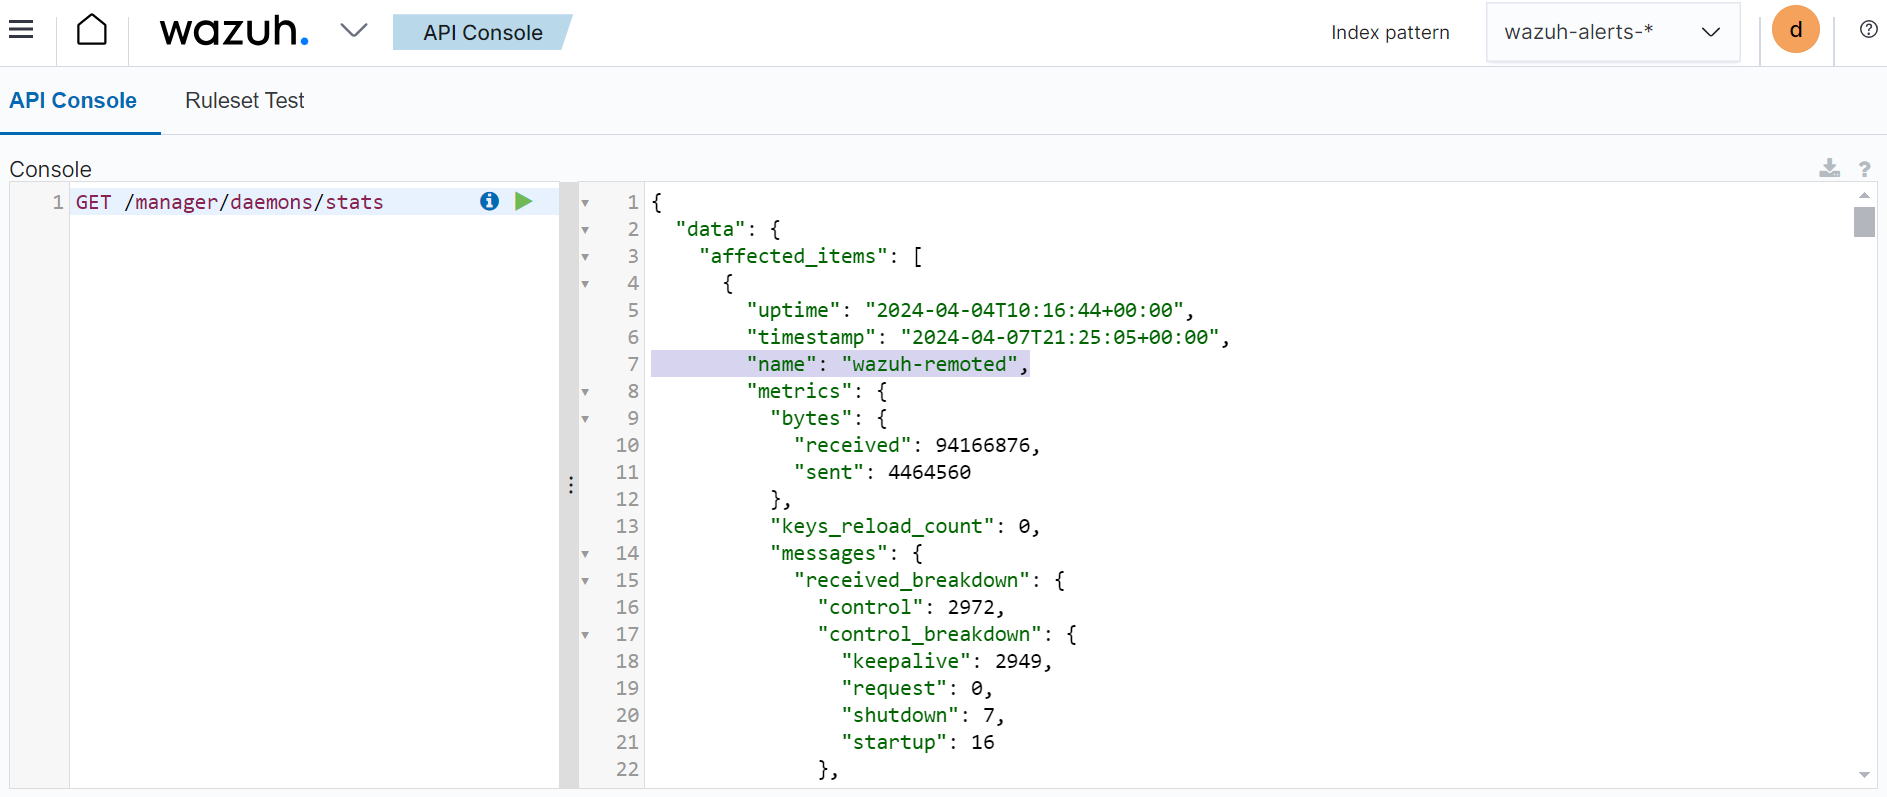 wazuh. API Console Index pattern wazuh-alerts-* d
API Console Ruleset Test
Console
1 GET /manager/daemons/stats
1 {
2 "data": {
3 "affected_items": [
4 {
5 "uptime": "2024-04-04T10:16:44+00:00",
6 "timestamp": "2024-04-07T21:25:05+00:00",
7 "name": "wazuh-remoted",
8 "metrics": {
9 "bytes": {
10 "received": 94166876,
11 "sent": 4464560
12 },
13 "keys_reload_count": 0,
14 "messages": {
15 "received_breakdown": {
16 "control": 2972,
17 "control_breakdown": {
18 "keepalive": 2949,
19 "request": 0,
20 "shutdown": 7,
21 "startup": 16
22 },